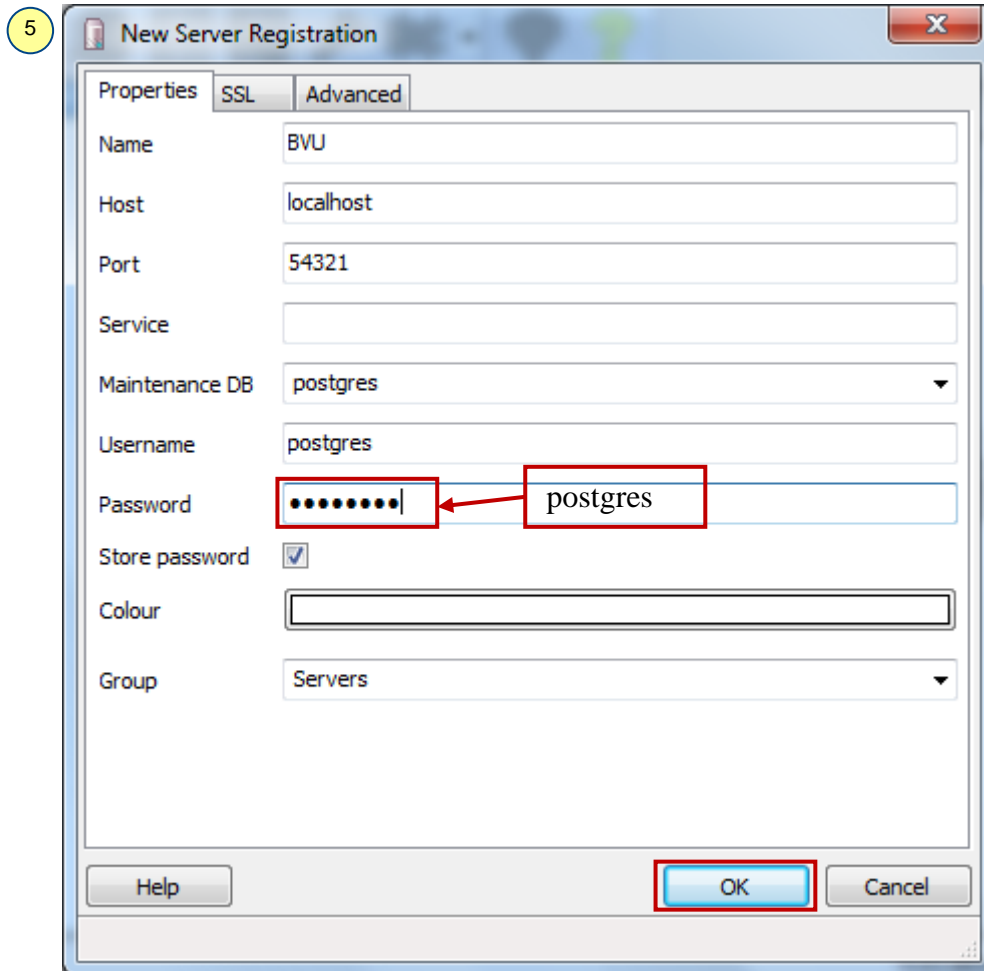 5
New Server Registration
X
Properties SSL Advanced
Name BVU
Host localhost
Port 54321
Service
Maintenance DB postgres
Username postgres
Password •••••••• postgres
Store password
Colour
Group Servers
Help OK Cancel